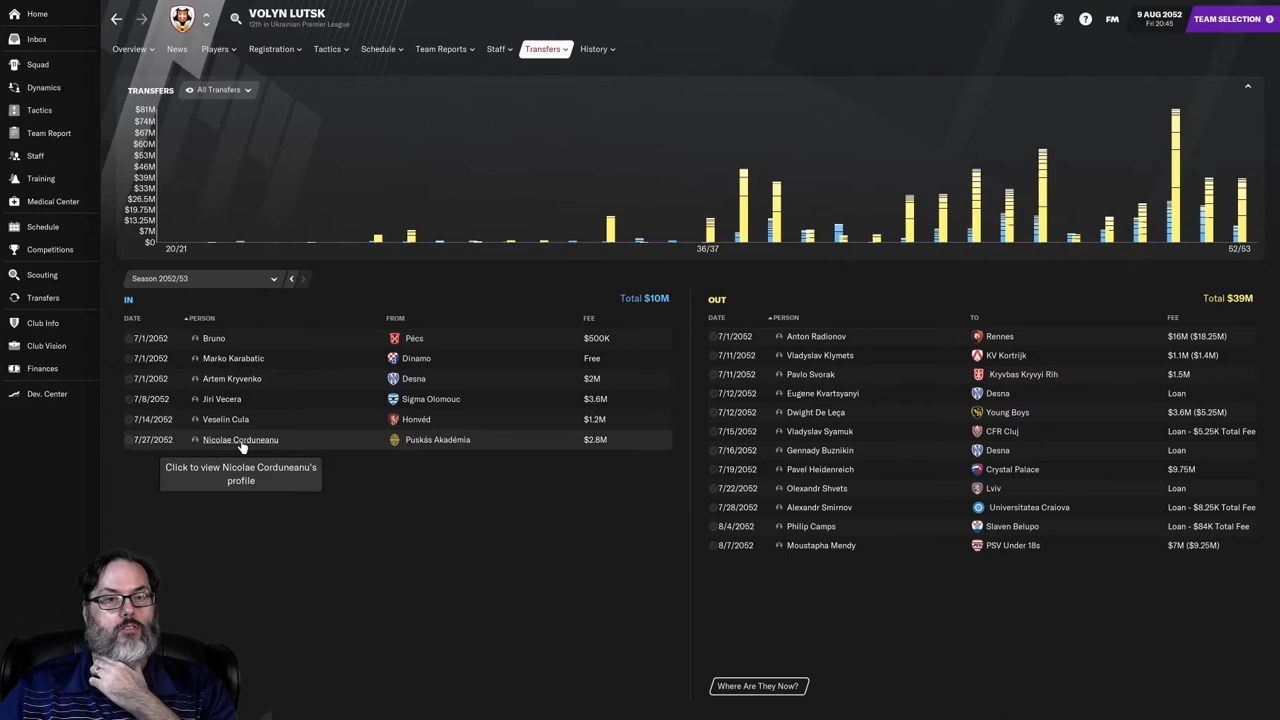 VOLYN LUTSK
12th in Ukrainian Premier League
FM
9 AUG 2052
Fri 20:45
TEAM SELECTION
Overview
News
Players
Registration
Tactics
Schedule
Team Reports
Staff
Transfers
History
Home
Inbox
Squad
Dynamics
Tactics
Team Report
Staff
Training
Medical Center
Schedule
Competitions
Scouting
Transfers
Club Info
Club Vision
Finances
Dev. Center
TRANSFERS
All Transfers
$81M
$74M
$67M
$60M
$53M
$46M
$39M
$33M
$26.5M
$19.75M
$13.25M
$7M
$0
20/21
36/37
52/53
Season 2052/53
IN
Total $10M
DATE PERSON FROM FEE
7/1/2052 Bruno Pécs $500K
7/1/2052 Marko Karabatic Dinamo Free
7/1/2052 Artem Kryvenko Desna $2M
7/8/2052 Jiri Vecera Sigma Olomouc $3.6M
7/14/2052 Veselin Cula Honvéd $1.2M
7/27/2052 Nicolae Corduneanu Puskás Akadémia $2.8M
Click to view Nicolae Corduneanu's
profile
OUT
Total $39M
DATE PERSON TO FEE
7/1/2052 Anton Radionov Rennes $16M ($18.25M)
7/11/2052 Vladyslav Klymets KV Kortrijk $1.1M ($1.4M)
7/11/2052 Pavlo Svorak Kryvbas Kryvyi Rih $1.5M
7/12/2052 Eugene Kvartsyanyi Desna Loan
7/12/2052 Dwight De Leça Young Boys $3.6M ($5.25M)
7/15/2052 Vladyslav Syamuk CFR Cluj Loan - $5.25K Total Fee
7/16/2052 Gennady Buznikin Desna Loan
7/19/2052 Pavel Heidenreich Crystal Palace $9.75M
7/22/2052 Olexandr Shvets Lviv Loan
7/28/2052 Alexandr Smirnov Universitatea Craiova Loan - $8.25K Total Fee
8/4/2052 Philip Camps Slaven Belupo Loan - $84K Total Fee
8/7/2052 Moustapha Mendy PSV Under 18s $7M ($9.25M)
Where Are They Now?